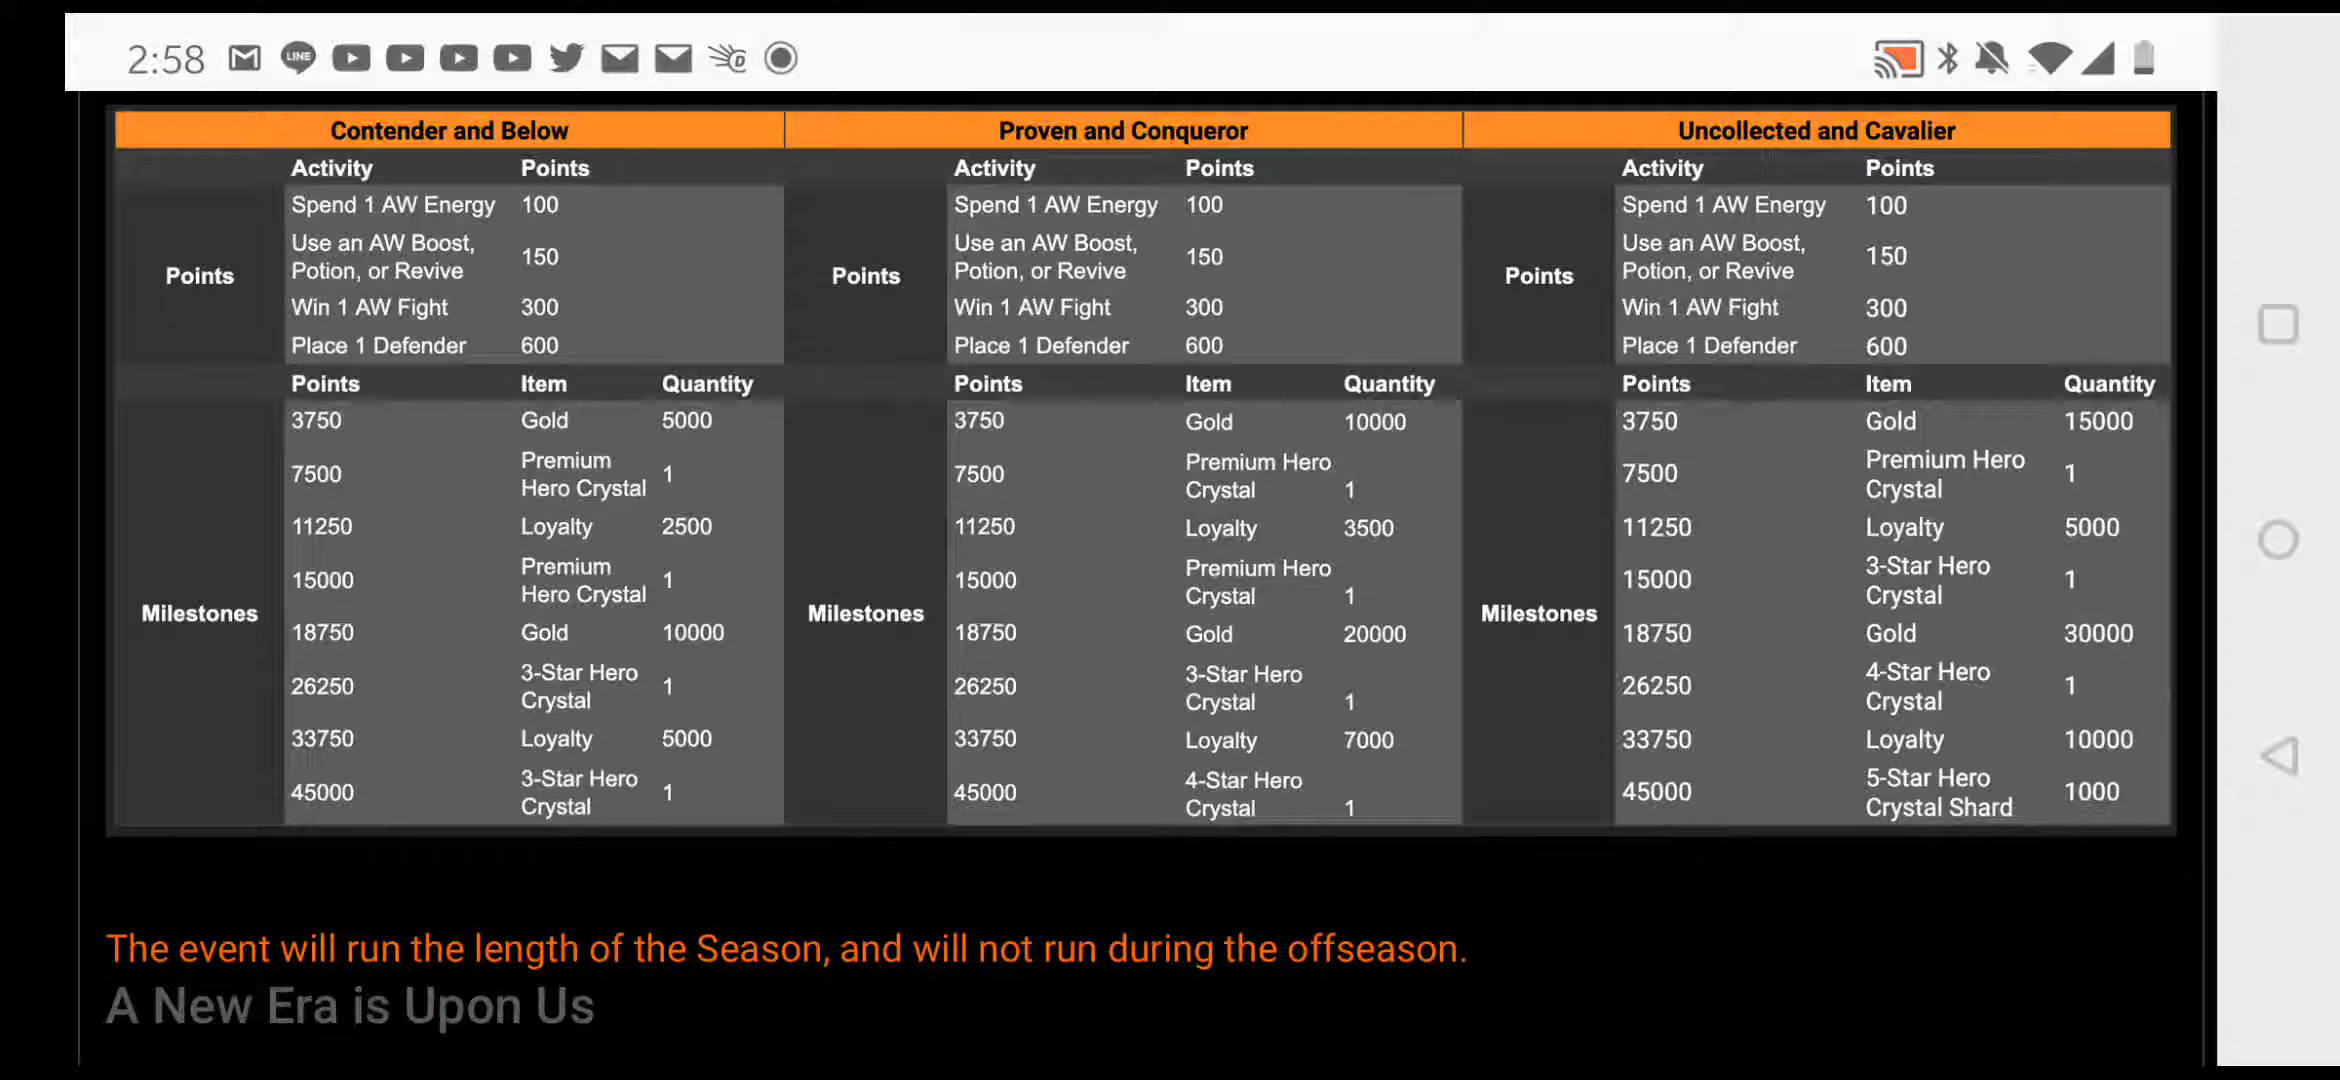 2:58
LINE
Contender and Below Proven and Conqueror Uncollected and Cavalier
Activity Points Activity Points Activity Points
Spend 1 AW Energy 100 Spend 1 AW Energy 100 Spend 1 AW Energy 100
Use an AW Boost, Use an AW Boost, Use an AW Boost,
Points Potion, or Revive 150 Points Potion, or Revive 150 Points Potion, or Revive 150
Win 1 AW Fight 300 Win 1 AW Fight 300 Win 1 AW Fight 300
Place 1 Defender 600 Place 1 Defender 600 Place 1 Defender 600
Points Item Quantity Points Item Quantity Points Item Quantity
3750 Gold 5000 3750 Gold 10000 3750 Gold 15000
Premium Premium Hero Premium Hero
7500 Hero Crystal 1 7500 Crystal 1 7500 Crystal 1
11250 Loyalty 2500 11250 Loyalty 3500 11250 Loyalty 5000
Premium Premium Hero 3-Star Hero
15000 Hero Crystal 1 15000 Crystal 1 15000 Crystal 1
Milestones Milestones Milestones
18750 Gold 10000 18750 Gold 20000 18750 Gold 30000
3-Star Hero 3-Star Hero 4-Star Hero
26250 Crystal 1 26250 Crystal 1 26250 Crystal 1
33750 Loyalty 5000 33750 Loyalty 7000 33750 Loyalty 10000
3-Star Hero 4-Star Hero 5-Star Hero
45000 Crystal 1 45000 Crystal 1 45000 Crystal Shard 1000
The event will run the length of the Season, and will not run during the offseason.
A New Era is Upon Us